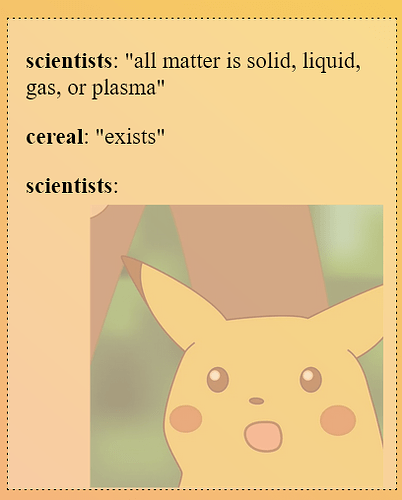 scientists: "all matter is solid, liquid,
gas, or plasma"
cereal: "exists"
scientists: